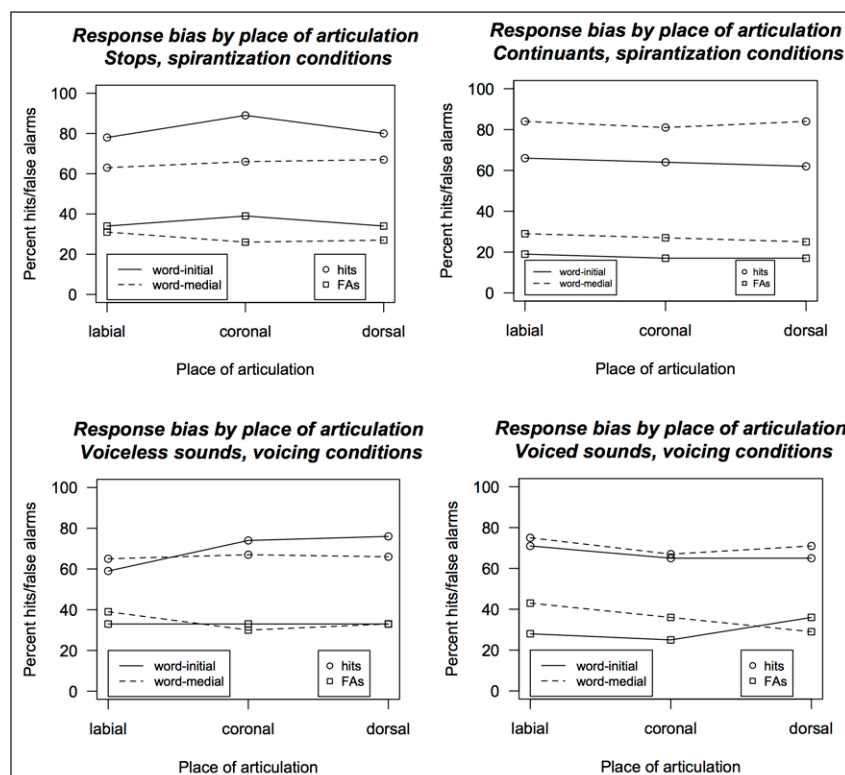 Response bias by place of articulation
Stops, spirantization conditions
Percent hits/false alarms
100
80
60
40
20
0
word-initial
word-medial
hits
FAs
labial
coronal
dorsal
Place of articulation
Response bias by place of articulation
Continuants, spirantization conditions
Percent hits/false alarms
100
80
60
40
20
0
word-initial
word-medial
hits
FAs
labial
coronal
dorsal
Place of articulation
Response bias by place of articulation
Voiceless sounds, voicing conditions
Percent hits/false alarms
100
80
60
40
20
0
word-initial
word-medial
hits
FAs
labial
coronal
dorsal
Place of articulation
Response bias by place of articulation
Voiced sounds, voicing conditions
Percent hits/false alarms
100
80
60
40
20
0
word-initial
word-medial
hits
FAs
labial
coronal
dorsal
Place of articulation